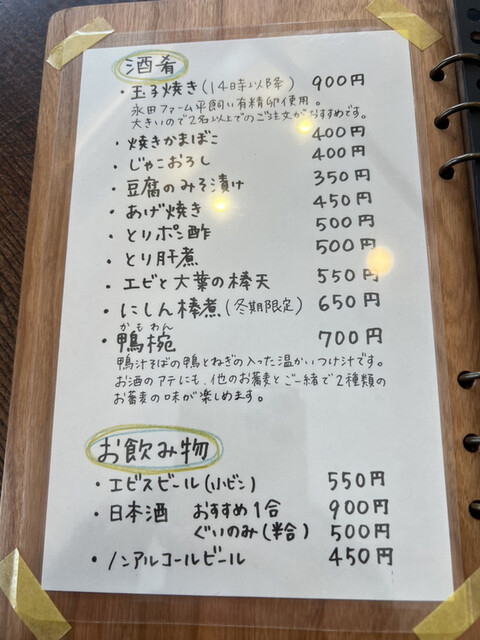 酒肴
・玉子焼き(14時以降) 900円
永田ファーム平飼い有精卵使用。
大きいので2名以上でのご注文がおすすめです。
・焼きかまぼこ 400円
・じゃこおろし 400円
・豆腐のみそ漬け 350円
・あげ焼き 450円
・とりポン酢 500円
・とり肝煮 500円
・エビと大葉の棒天 550円
・にしん棒煮(冬期限定) 650円
かもわん
・鴨椀 700円
鴨汁そばの鴨とねぎの入った温かいつけ汁です。
お酒のアテにも、他のお蕎麦とご一緒で2種類の
お蕎麦の味が楽しめます。
お飲み物
・エビスビール(小ビン) 550円
・日本酒 おすすめ1合 900円
ぐいのみ(半合) 500円
・ノンアルコールビール 450円